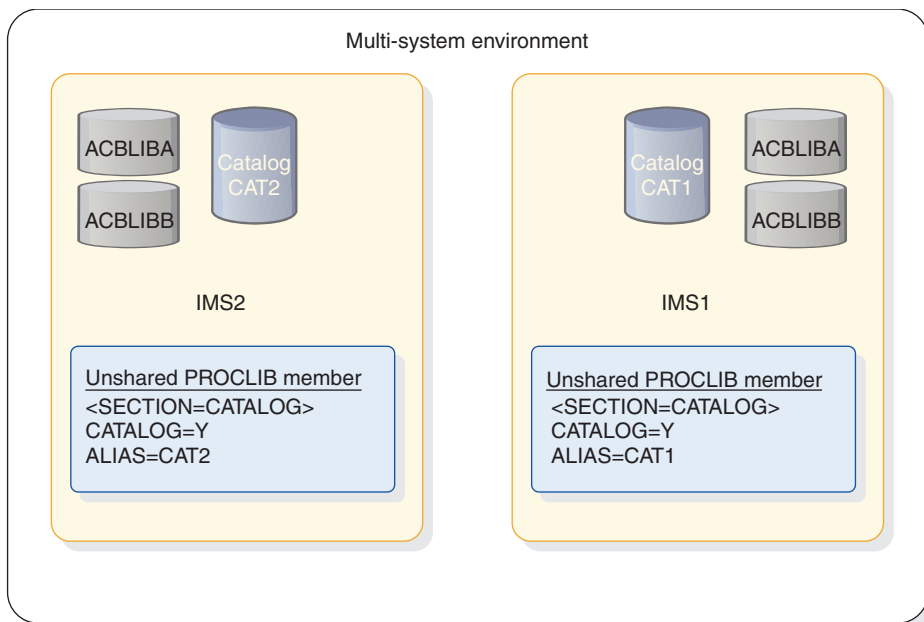 Multi-system environment
ACBLIBA
ACBLIBB
Catalog
CAT2
IMS2
Unshared PROCLIB member
<SECTION=CATALOG>
CATALOG=Y
ALIAS=CAT2
Catalog
CAT1
ACBLIBA
ACBLIBB
IMS1
Unshared PROCLIB member
<SECTION=CATALOG>
CATALOG=Y
ALIAS=CAT1